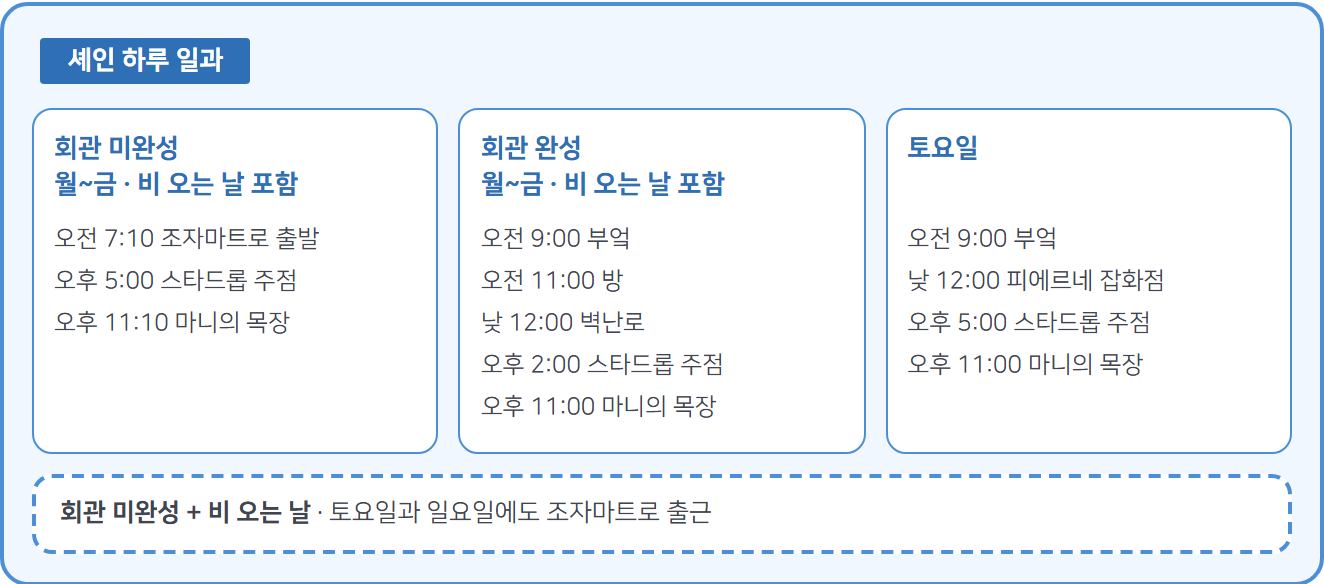 셰인 하루 일과
회관 미완성
월~금 · 비 오는 날 포함
오전 7:10 조자마트로 출발
오후 5:00 스타드롭 주점
오후 11:10 마니의 목장
회관 완성
월~금 · 비 오는 날 포함
오전 9:00 부엌
오전 11:00 방
낮 12:00 벽난로
오후 2:00 스타드롭 주점
오후 11:00 마니의 목장
토요일
오전 9:00 부엌
낮 12:00 피에르네 잡화점
오후 5:00 스타드롭 주점
오후 11:00 마니의 목장
회관 미완성 + 비 오는 날 · 토요일과 일요일에도 조자마트로 출근